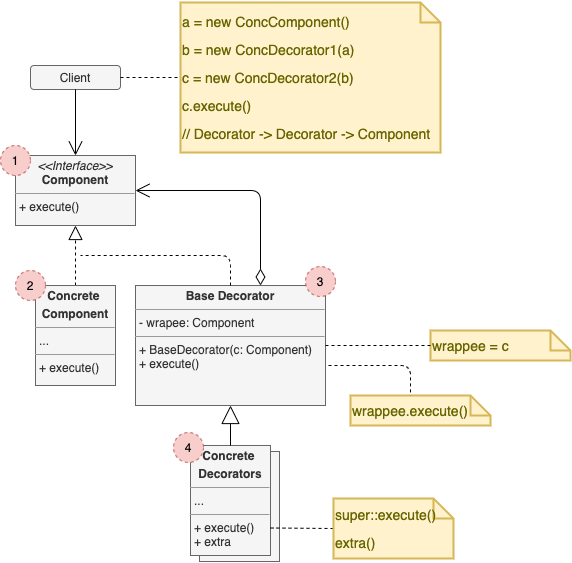 a = new ConcComponent()
b = new ConcDecorator1(a)
c = new ConcDecorator2(b)
c.execute()
// Decorator -> Decorator -> Component
Client
1
<<Interface>>
Component
+ execute()
2
Concrete
Component
...
+ execute()
3
Base Decorator
- wrapee: Component
+ BaseDecorator(c: Component)
+ execute()
wrappee = c
wrappee.execute()
4
Concrete
Decorators
...
+ execute()
+ extra
super::execute()
extra()